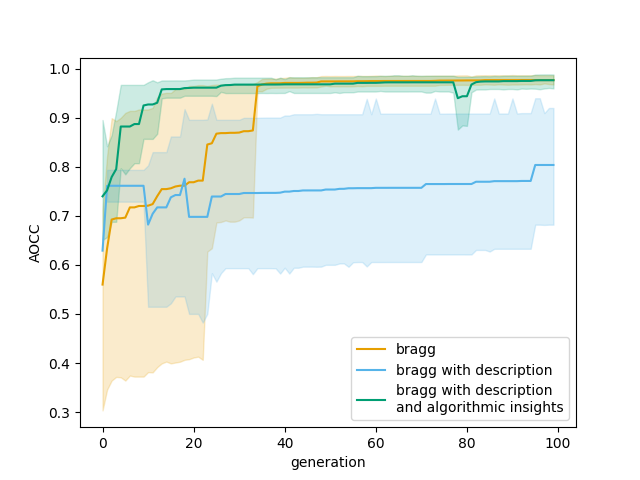 1.0
0.9
0.8
0.7
0.6
0.5
0.4
0.3
AOCC
0
20
40
60
80
100
generation
bragg
bragg with description
bragg with description
and algorithmic insights